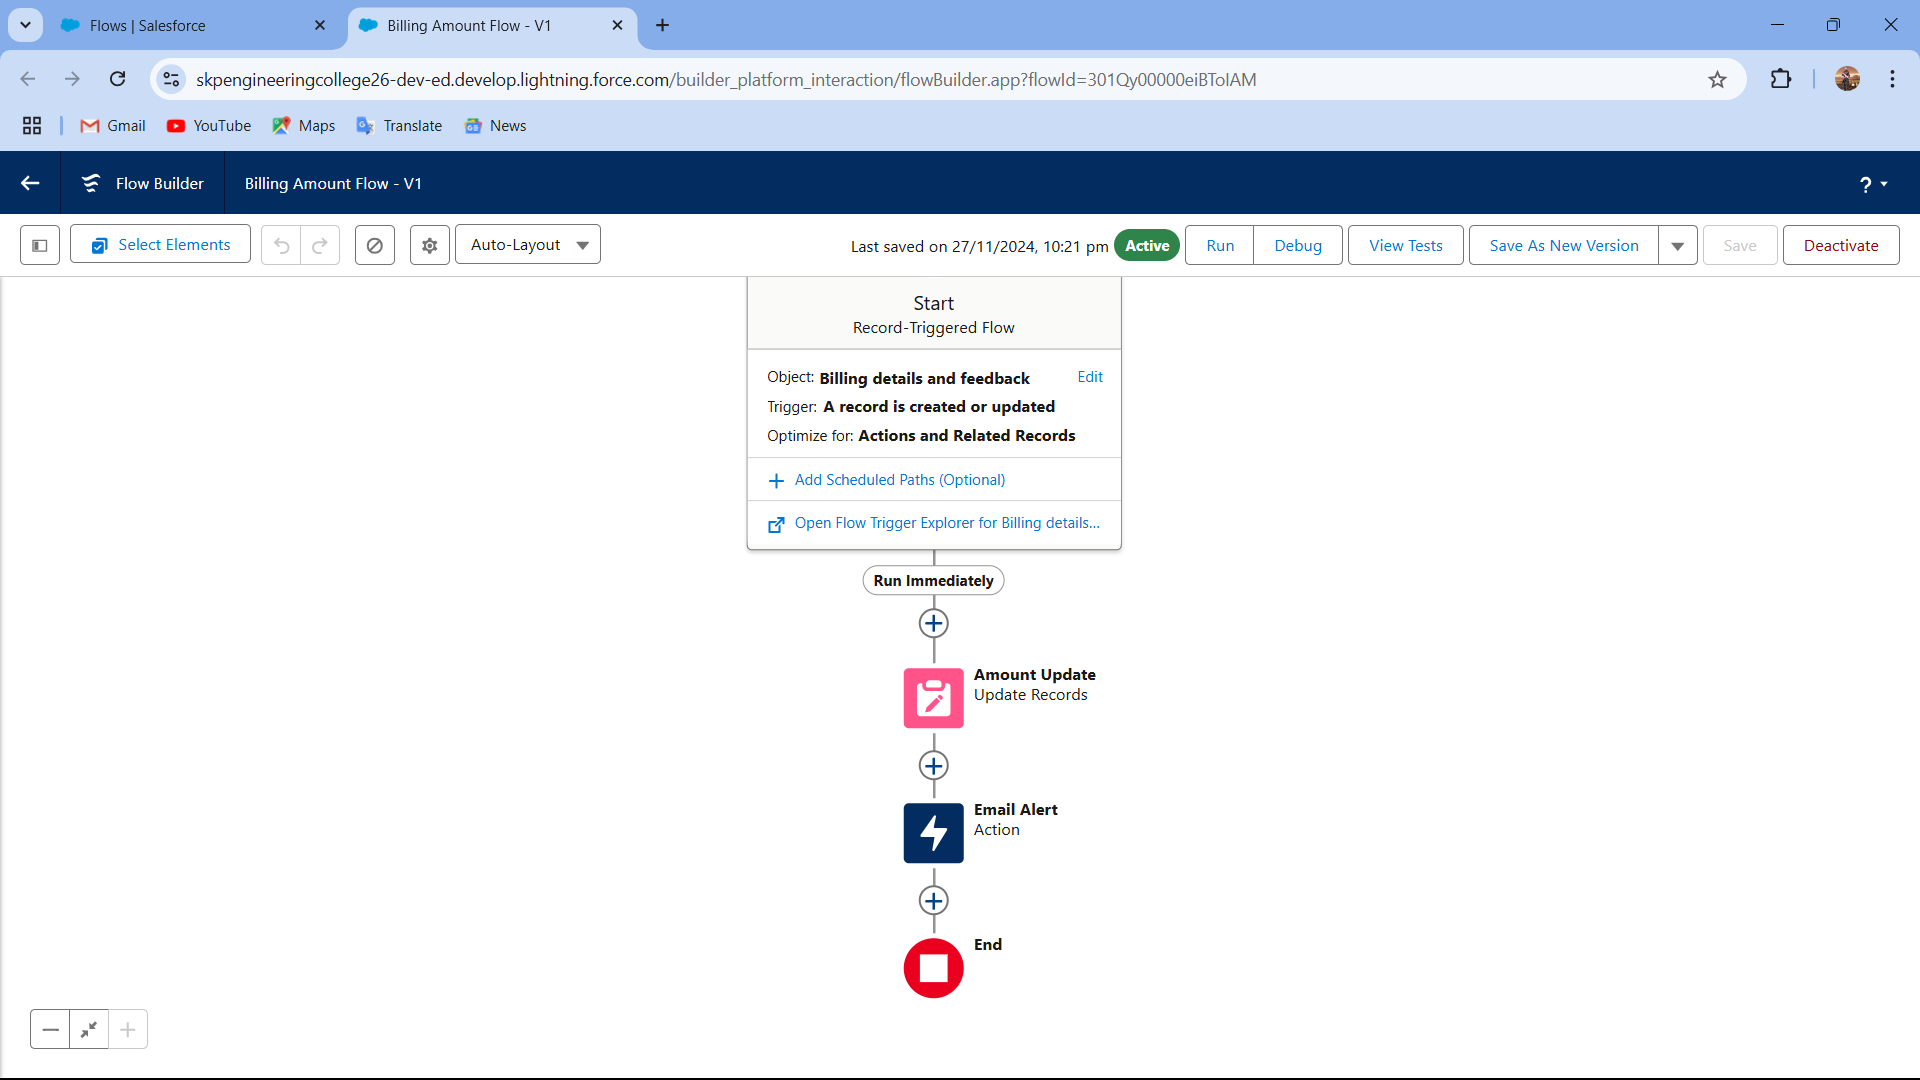 Flows | Salesforce
Billing Amount Flow - V1
skpengineeringcollege26-dev-ed.develop.lightning.force.com/builder_platform_interaction/flowBuilder.app?flowId=301Qy00000eiBToIAM
Gmail
YouTube
Maps
Translate
News
Flow Builder
Billing Amount Flow - V1
?
Select Elements
Auto-Layout
Last saved on 27/11/2024, 10:21 pm
Active
Run
Debug
View Tests
Save As New Version
Save
Deactivate
Start
Record-Triggered Flow
Object: Billing details and feedback
Edit
Trigger: A record is created or updated
Optimize for: Actions and Related Records
Add Scheduled Paths (Optional)
Open Flow Trigger Explorer for Billing details...
Run Immediately
Amount Update
Update Records
Email Alert
Action
End